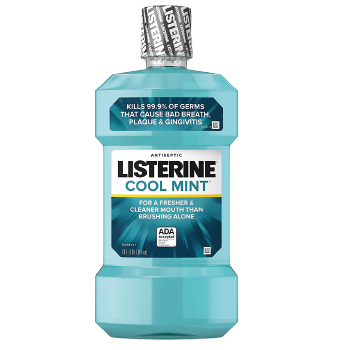 LISTERINE
KILLS 99.9% OF GERMS
THAT CAUSE BAD BREATH,
PLAQUE & GINGIVITIS
ANTISEPTIC
LISTERINE
COOL MINT
FOR A FRESHER &
CLEANER MOUTH THAN
BRUSHING ALONE
ADA
Accepted